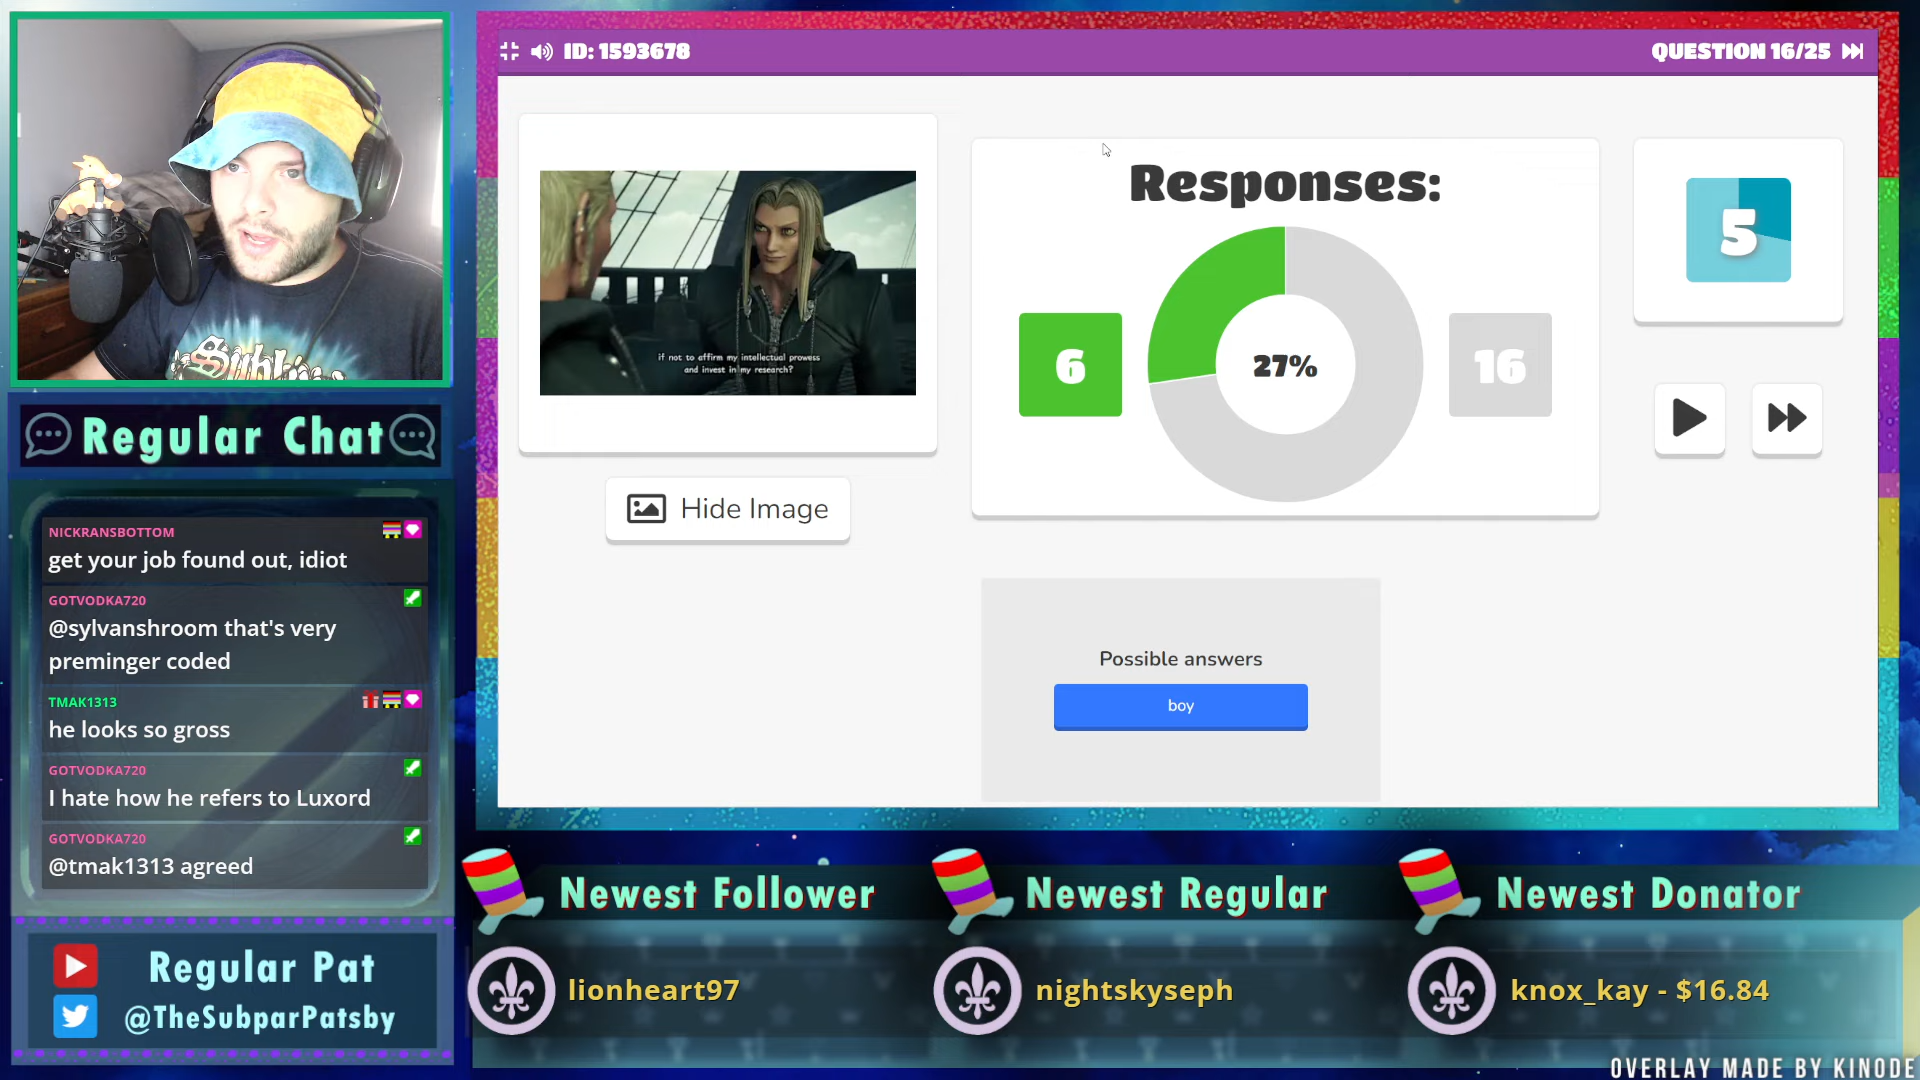 ID: 1593678
QUESTION 16/25
if not to affirm my intellectual prowess
and invest in my research?
Hide Image
Responses:
6
27%
16
5
Possible answers
boy
Regular Chat
NICKRANSBOTTOM
get your job found out, idiot
GOTVODKA720
@sylvanshroom that's very
preminger coded
TMAK1313
he looks so gross
GOTVODKA720
I hate how he refers to Luxord
GOTVODKA720
@tmak1313 agreed
Regular Pat
@TheSubparPatsby
Newest Follower
lionheart97
Newest Regular
nightskyseph
Newest Donator
knox_kay - $16.84
OVERLAY MADE BY KINODE